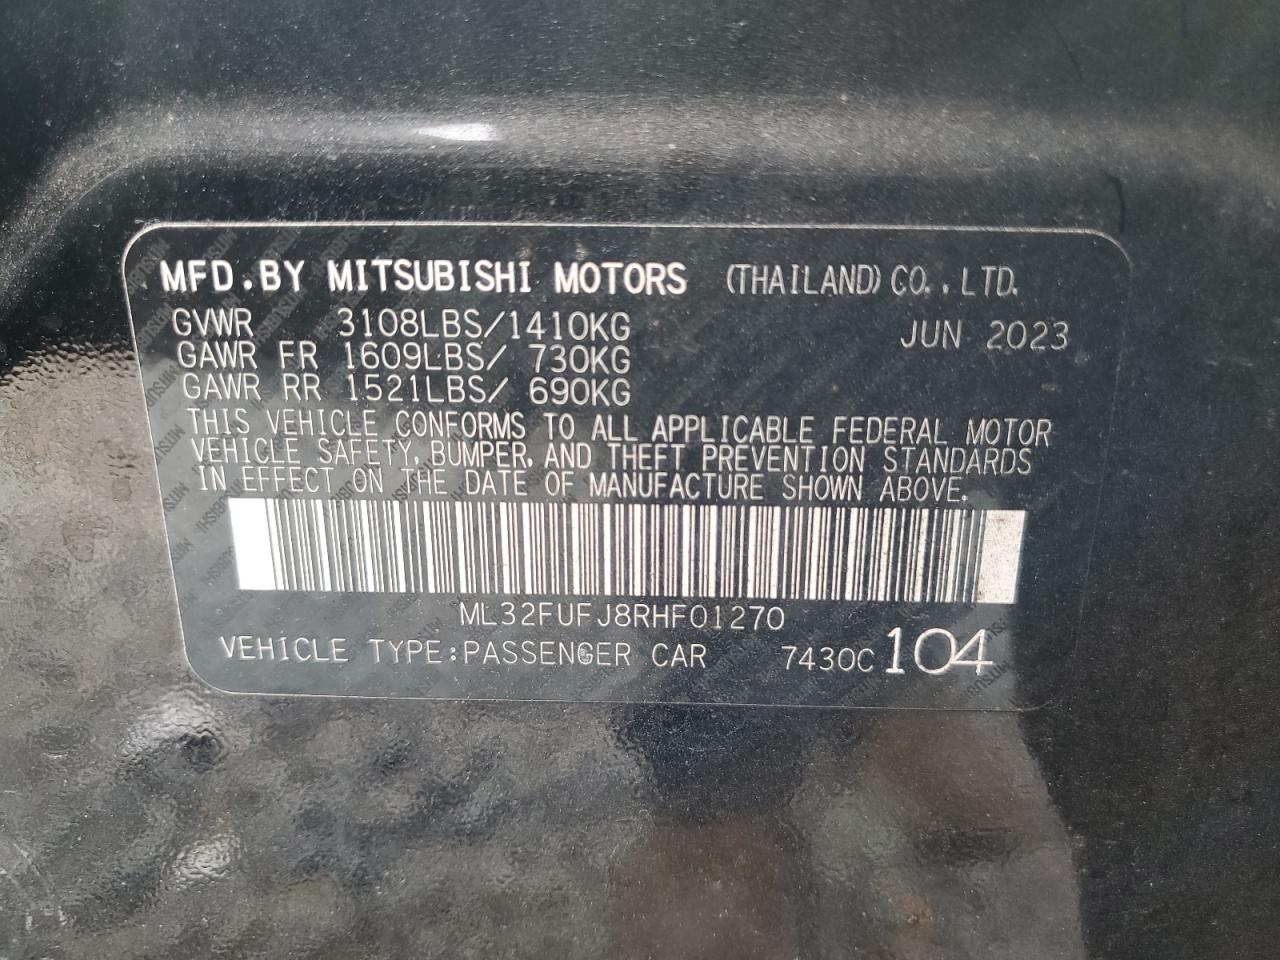 MFD.BY MITSUBISHI MOTORS (THAILAND) CO., LTD.
GVWR 3108LBS/1410KG JUN 2023
GAWR FR 1609LBS/ 730KG
GAWR RR 1521LBS/ 690KG
THIS VEHICLE CONFORMS TO ALL APPLICABLE FEDERAL MOTOR
VEHICLE SAFETY, BUMPER, AND THEFT PREVENTION STANDARDS
IN EFFECT ON THE DATE OF MANUFACTURE SHOWN ABOVE.
ML32FUFJ8RHF01270
VEHICLE TYPE:PASSENGER CAR 7430C 104